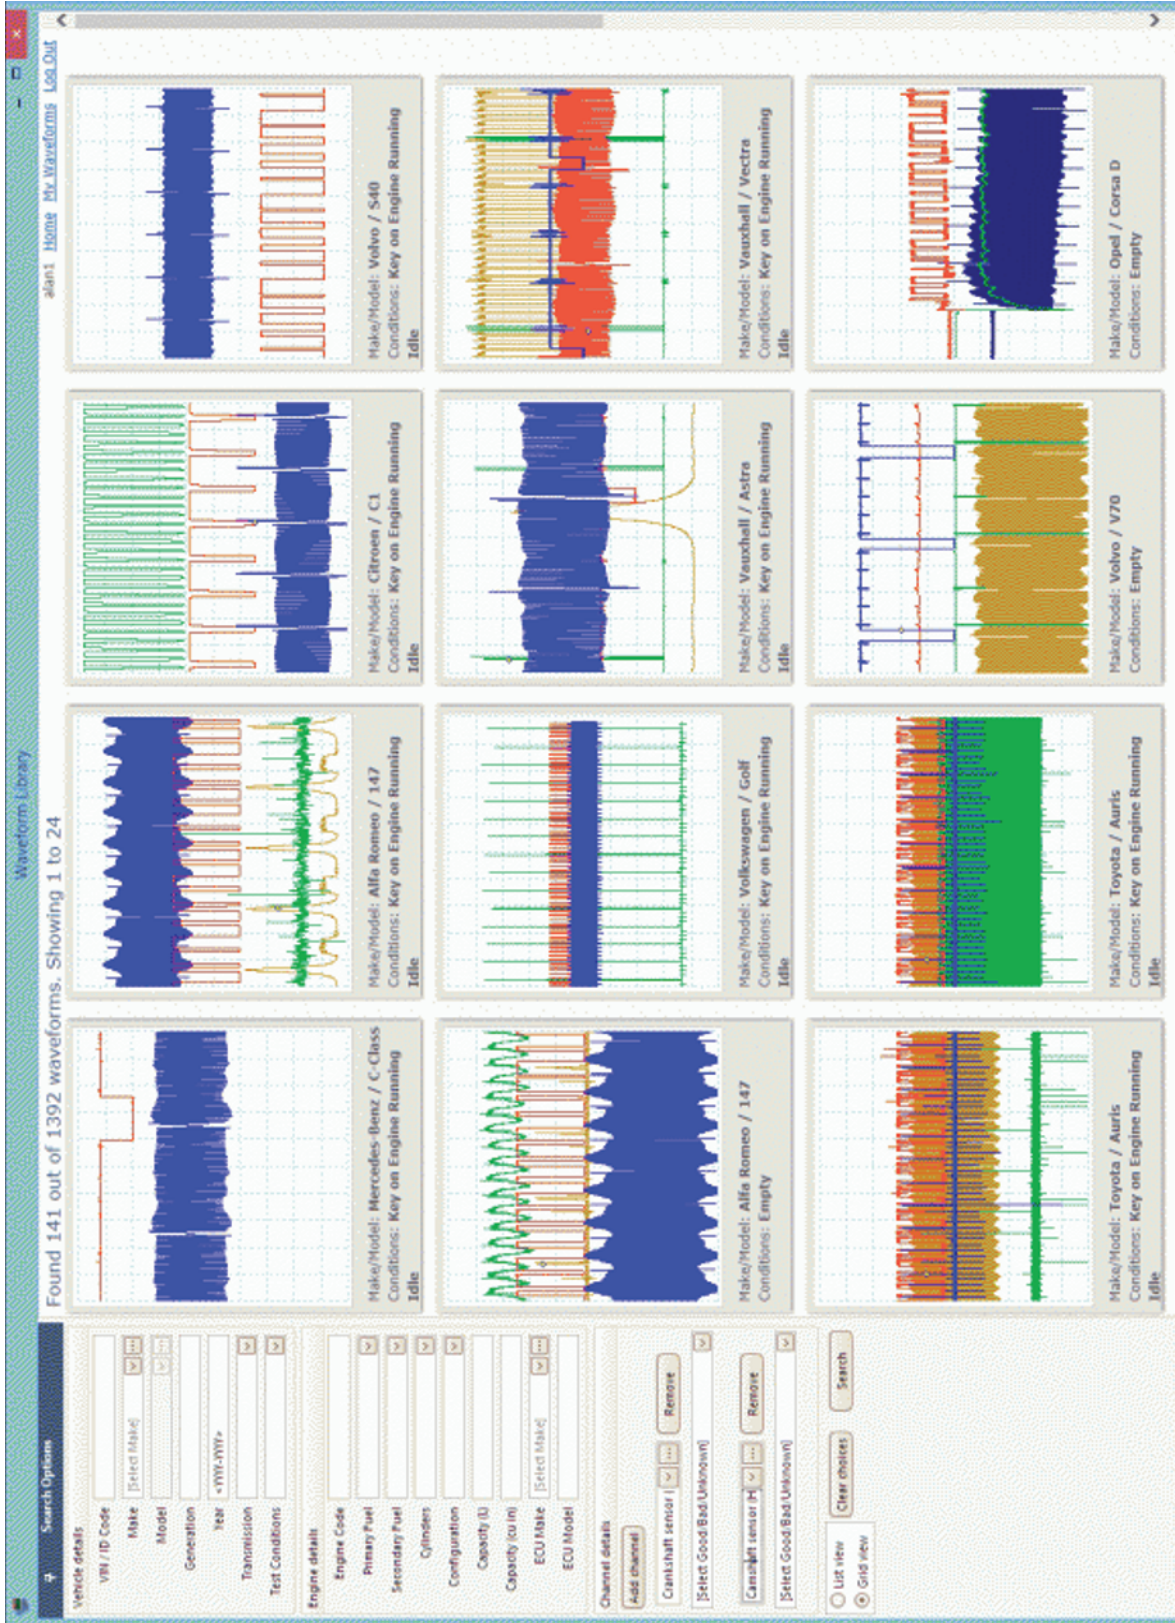 Waveform Library
Search Options
Vehicle details
VIN / ID Code
Make [Select Make]
Model
Generation
Year <YYYY-YYYY>
Transmission
Test Conditions
Engine details
Engine Code
Primary Fuel
Secondary Fuel
Cylinders
Configuration
Capacity (L)
Capacity (cu in)
ECU Make [Select Make]
ECU Model
Channel details
Add channel
Crankshaft sensor ( Remove
[Select Good/Bad/Unknown]
Camshaft sensor (H Remove
[Select Good/Bad/Unknown]
List view
Grid view
Clear choices Search
alan1 Home My Waveforms Log Out
Found 141 out of 1392 waveforms. Showing 1 to 24
Make/Model: Mercedes-Benz / C-Class
Conditions: Key on Engine Running
Idle
Make/Model: Alfa Romeo / 147
Conditions: Key on Engine Running
Idle
Make/Model: Citroen / C1
Conditions: Key on Engine Running
Idle
Make/Model: Volvo / S40
Conditions: Key on Engine Running
Idle
Make/Model: Alfa Romeo / 147
Conditions: Empty
Make/Model: Volkswagen / Golf
Conditions: Key on Engine Running
Idle
Make/Model: Vauxhall / Astra
Conditions: Key on Engine Running
Idle
Make/Model: Vauxhall / Vectra
Conditions: Key on Engine Running
Idle
Make/Model: Toyota / Auris
Conditions: Key on Engine Running
Idle
Make/Model: Toyota / Auris
Conditions: Key on Engine Running
Idle
Make/Model: Volvo / V70
Conditions: Empty
Make/Model: Opel / Corsa D
Conditions: Empty